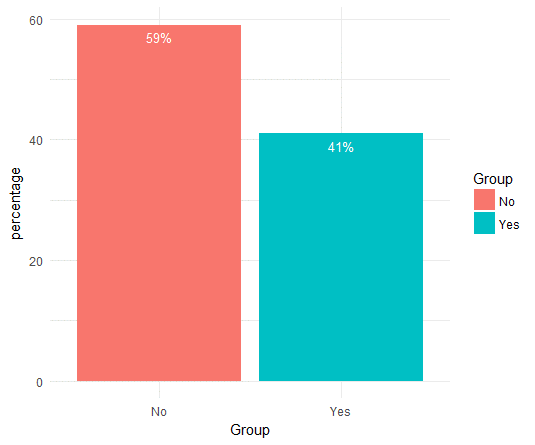 60
40
20
0
percentage
59%
41%
No
Yes
Group
Group
No
Yes